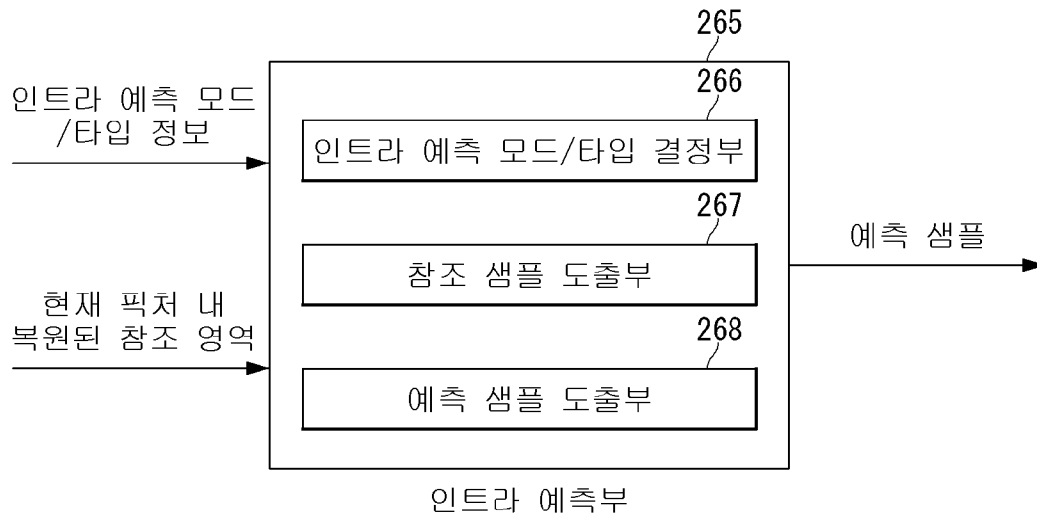 265
인트라 예측 모드
/타입 정보
266
인트라 예측 모드/타입 결정부
267
참조 샘플 도출부
예측 샘플
현재 픽처 내
복원된 참조 영역
268
예측 샘플 도출부
인트라 예측부